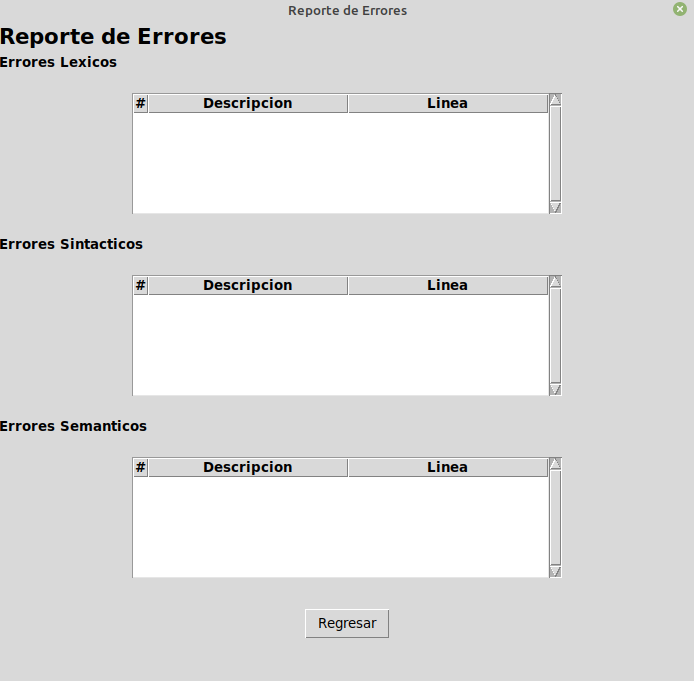 Reporte de Errores
Reporte de Errores
Errores Lexicos
# Descripcion Linea
Errores Sintacticos
# Descripcion Linea
Errores Semanticos
# Descripcion Linea
Regresar